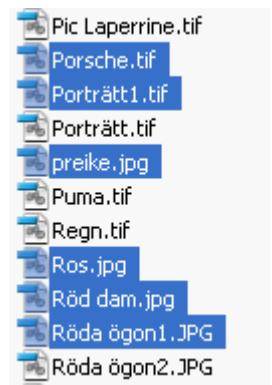 Pic Laperrine.tif
Porsche.tif
Porträtt1.tif
Porträtt.tif
preike.jpg
Puma.tif
Regn.tif
Ros.jpg
Röd dam.jpg
Röda ögon1.JPG
Röda ögon2.JPG